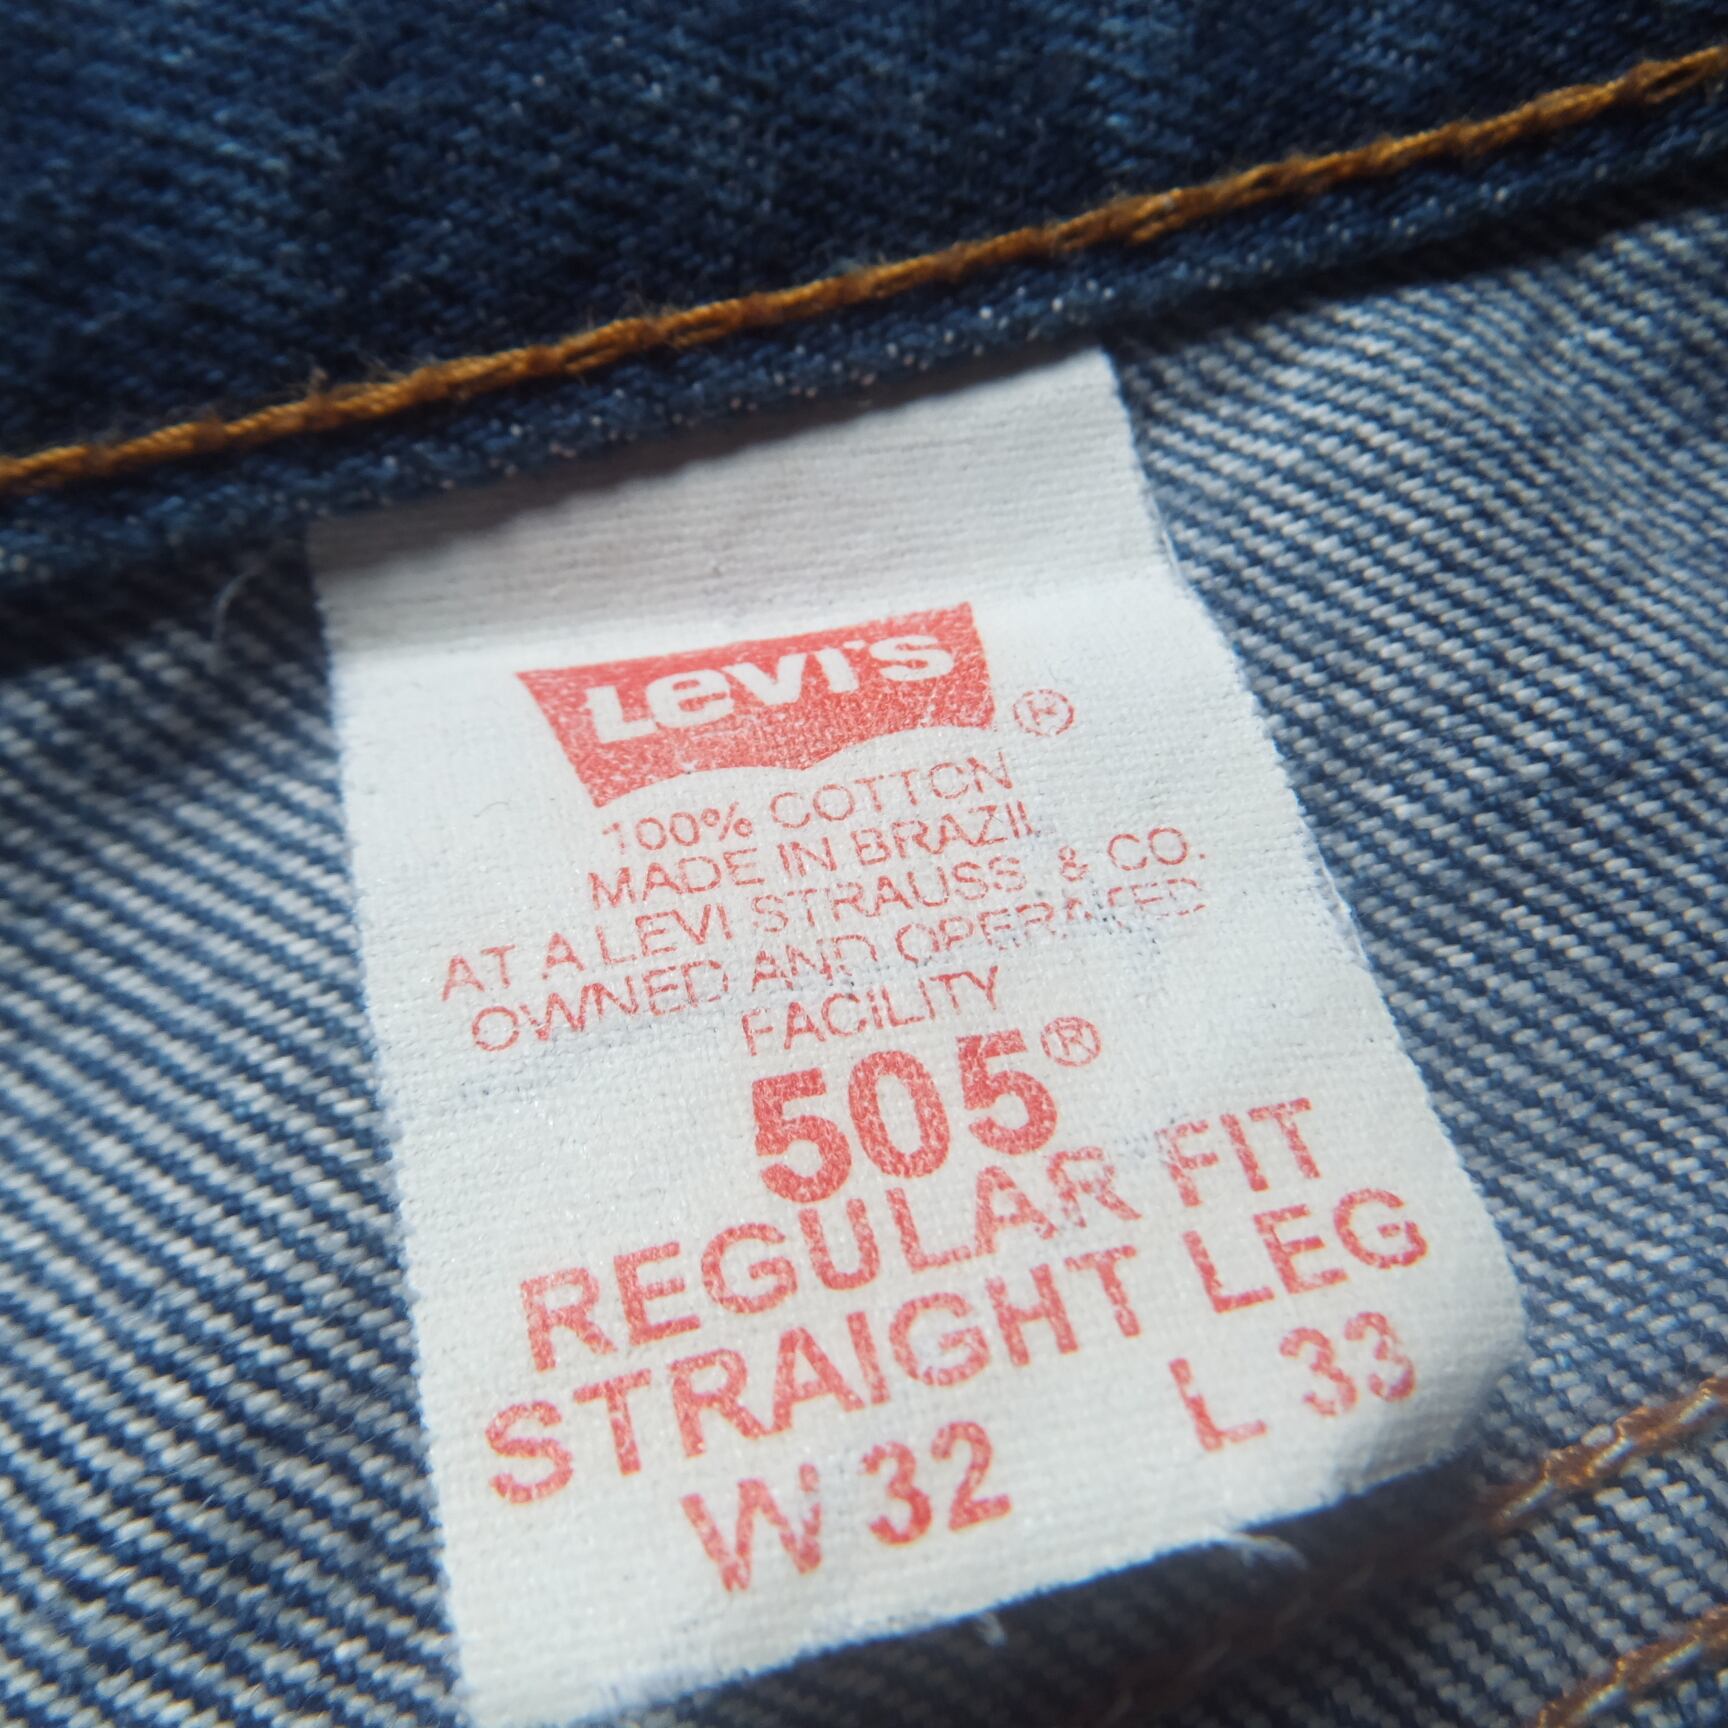 Levi's ®
100% COTTON
MADE IN BRAZIL
AT A LEVI STRAUSS & CO.
OWNED AND OPERATED
FACILITY
505®
REGULAR FIT
STRAIGHT LEG
W 32 L 33